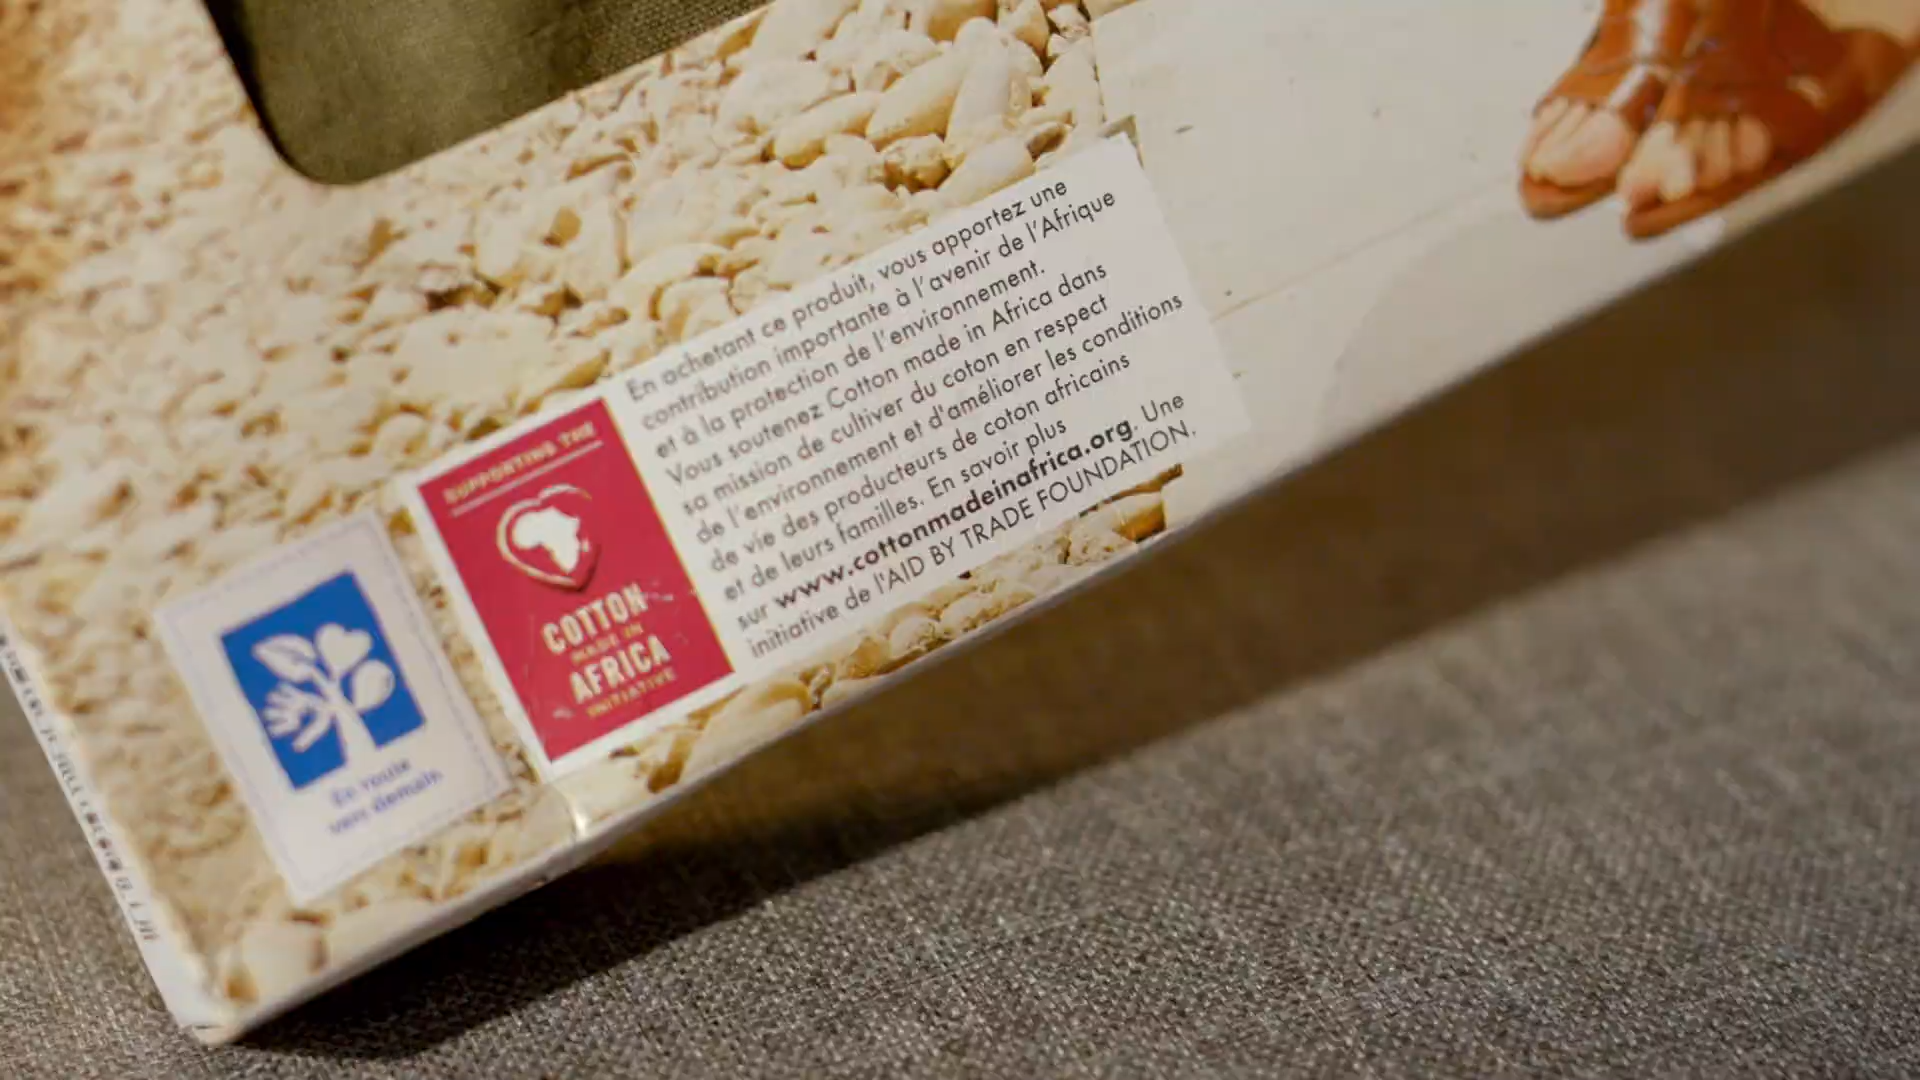 En achetant ce produit, vous apportez une
contribution importante à l'avenir de l'Afrique
et à la protection de l'environnement.
Vous soutenez Cotton made in Africa dans
sa mission de cultiver du coton en respect
de l'environnement et d'améliorer les conditions
de vie des producteurs de coton africains
et de leurs familles. En savoir plus
sur www.cottonmadeinafrica.org. Une
initiative de l'AID BY TRADE FOUNDATION.
SUPPORTING THE
COTTON
MADE IN
AFRICA
INITIATIVE
En route
vers demain